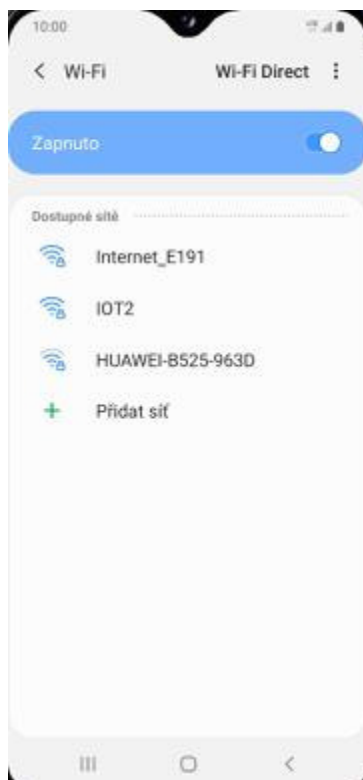 10:00
Wi-Fi Wi-Fi Direct
Zapnuto
Dostupné sítě
Internet_E191
IOT2
HUAWEI-B525-963D
Přidat síť